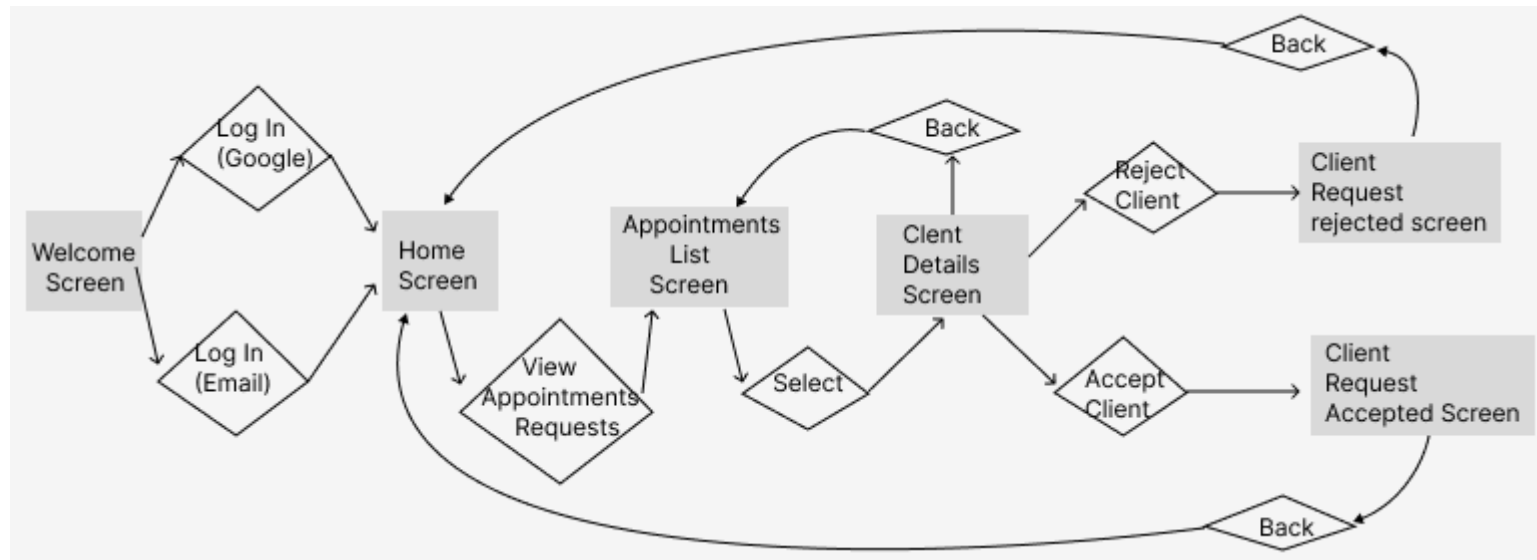 Back
Log In
(Google)
Back
Reject
Client
Client
Request
rejected screen
Welcome
Screen
Home
Screen
Appointments
List
Screen
Clent
Details
Screen
Log In
(Email)
View
Appointments
Requests
Select
Accept
Client
Client
Request
Accepted Screen
Back